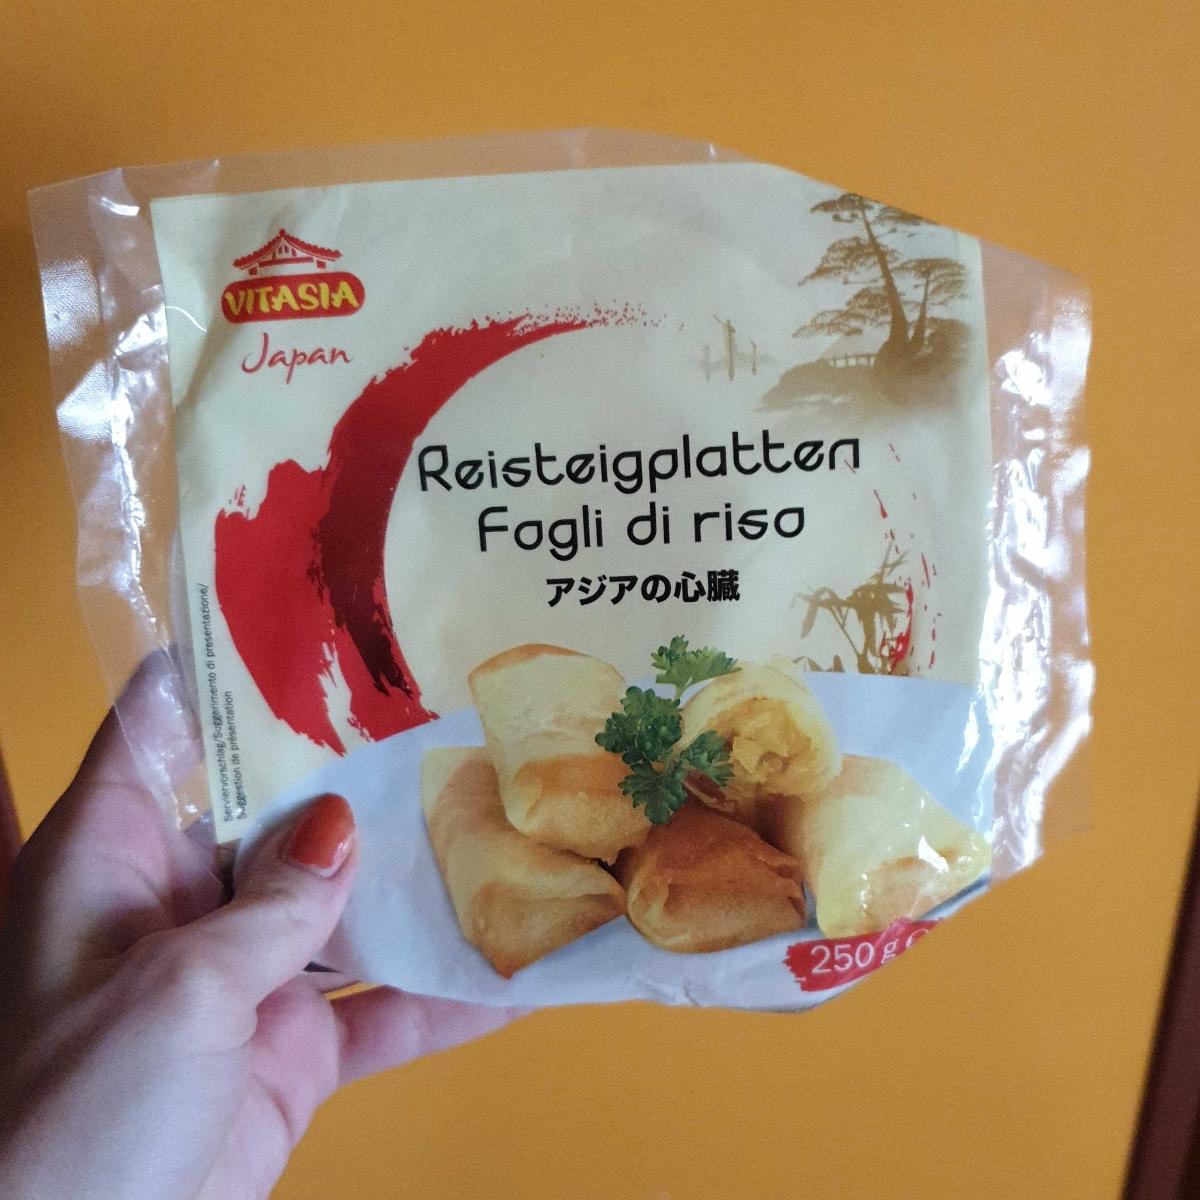 VITASIA
Japan
Reisteigplatten
Fogli di riso
アジアの心臓
Serviervorschlag/Suggerimento di presentazione/
Suggestion de présentation
250 g e